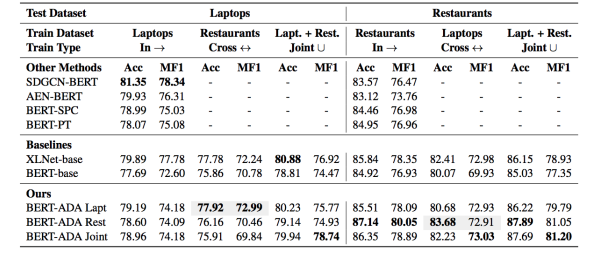 Test Dataset Laptops Restaurants
Train Dataset Laptops Restaurants Lapt. + Rest. Restaurants Laptops Lapt. + Rest.
Train Type In → Cross ↔ Joint ∪ In → Cross ↔ Joint ∪
Other Methods Acc MF1 Acc MF1 Acc MF1 Acc MF1 Acc MF1 Acc MF1
SDGCN-BERT 81.35 78.34 - - - - 83.57 76.47 - - - -
AEN-BERT 79.93 76.31 - - - - 83.12 73.76 - - - -
BERT-SPC 78.99 75.03 - - - - 84.46 76.98 - - - -
BERT-PT 78.07 75.08 - - - - 84.95 76.96 - - - -
Baselines
XLNet-base 79.89 77.78 77.78 72.24 80.88 76.92 85.84 78.35 82.41 72.98 86.15 78.93
BERT-base 77.69 72.60 75.86 70.78 78.81 74.47 84.92 76.93 80.07 69.93 85.03 77.35
Ours
BERT-ADA Lapt 79.19 74.18 77.92 72.99 80.23 75.77 85.51 78.09 80.68 72.93 86.22 79.79
BERT-ADA Rest 78.60 74.09 76.16 70.46 79.14 74.93 87.14 80.05 83.68 72.91 87.89 81.05
BERT-ADA Joint 78.96 74.18 75.91 69.84 79.94 78.74 86.35 78.89 82.23 73.03 87.69 81.20